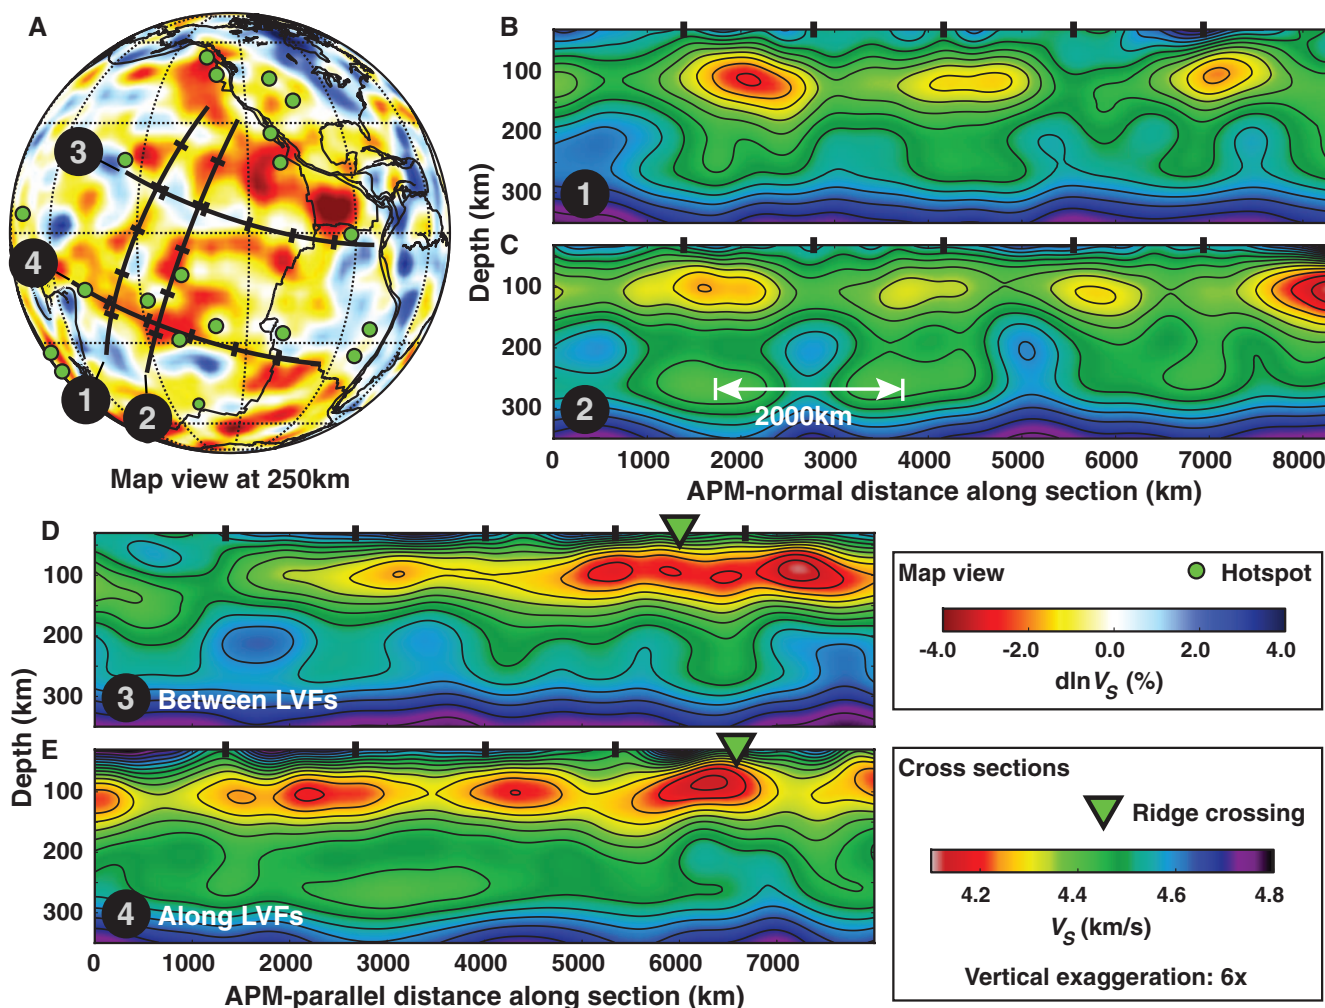 A
3
4
1
2
Map view at 250km
B
100
200
300
1
C
Depth (km)
100
200
300
2
2000km
0 1000 2000 3000 4000 5000 6000 7000 8000
APM-normal distance along section (km)
D
100
200
300
3 Between LVFs
E
Depth (km)
100
200
300
4 Along LVFs
0 1000 2000 3000 4000 5000 6000 7000
APM-parallel distance along section (km)
Map view Hotspot
-4.0 -2.0 0.0 2.0 4.0
dln VS (%)
Cross sections
Ridge crossing
4.2 4.4 4.6 4.8
VS (km/s)
Vertical exaggeration: 6x